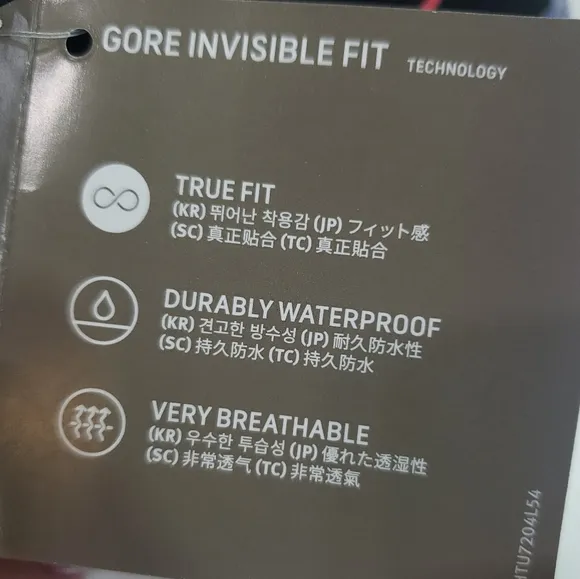 GORE INVISIBLE FIT TECHNOLOGY
TRUE FIT
(KR) 뛰어난 착용감 (JP) フィット感
(SC) 真正贴合 (TC) 真正貼合
DURABLY WATERPROOF
(KR) 견고한 방수성 (JP) 耐久防水性
(SC) 持久防水 (TC) 持久防水
VERY BREATHABLE
(KR) 우수한 투습성 (JP) 優れた透湿性
(SC) 非常透气 (TC) 非常透氣